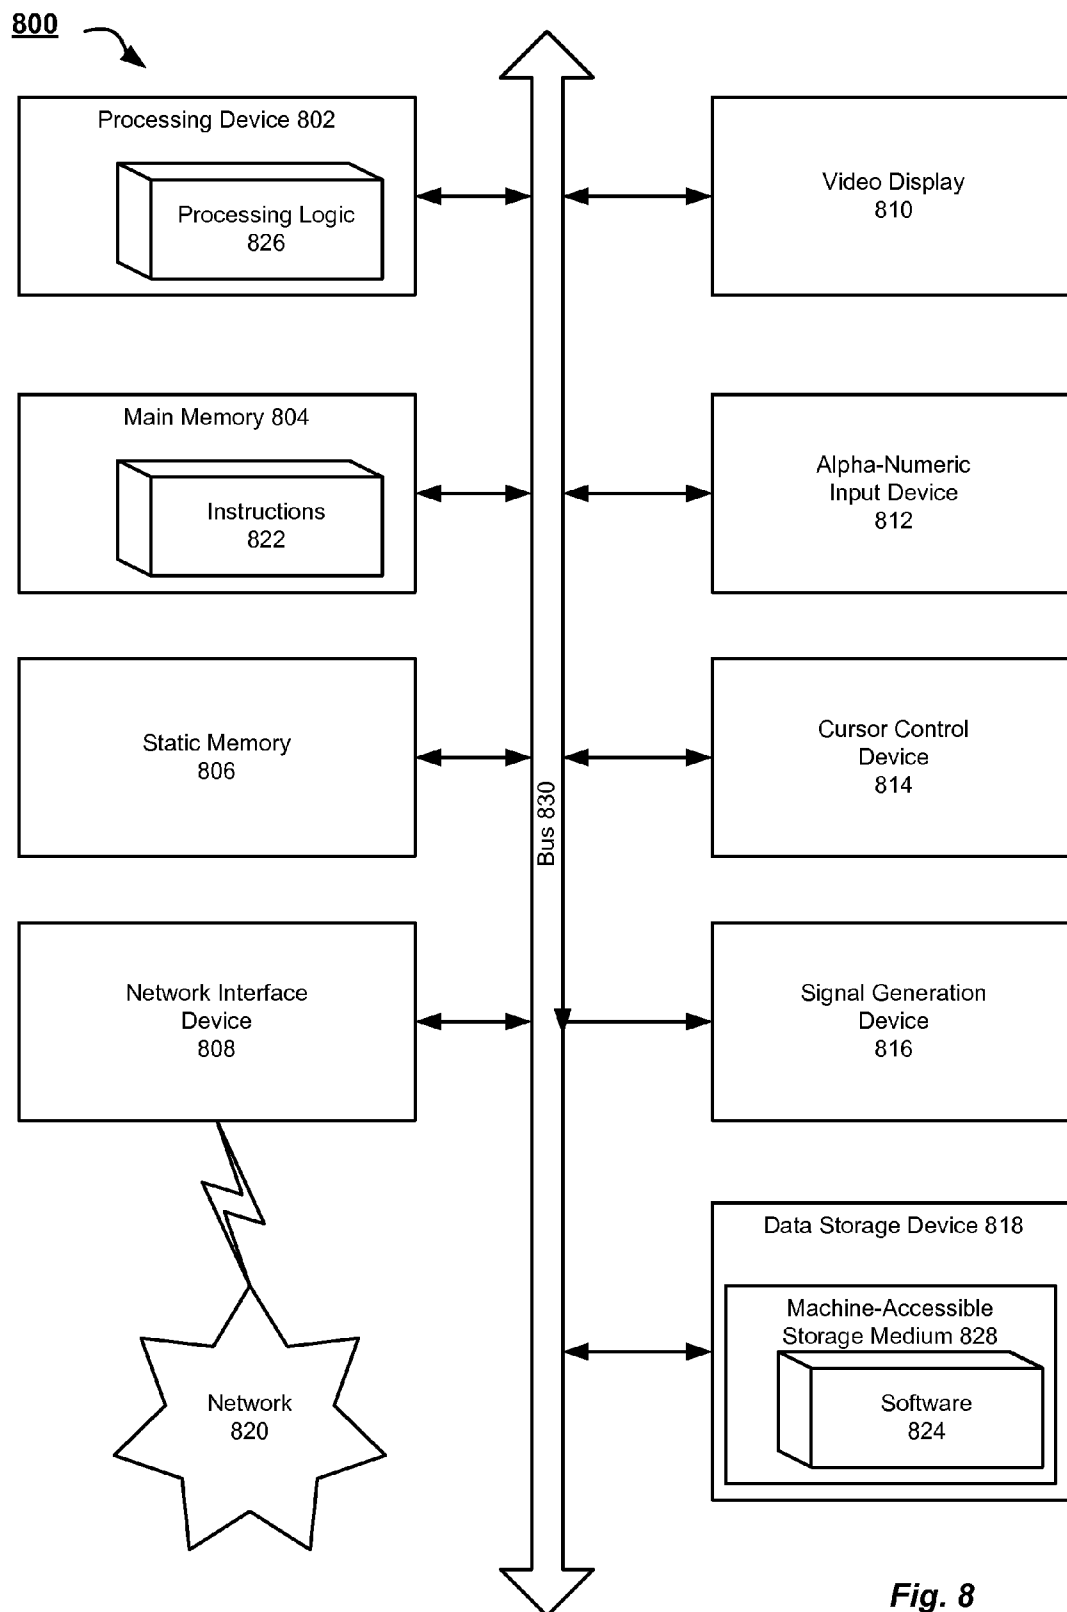 800
Processing Device 802
Processing Logic
826
Video Display
810
Main Memory 804
Instructions
822
Alpha-Numeric
Input Device
812
Static Memory
806
Cursor Control
Device
814
Bus 830
Network Interface
Device
808
Signal Generation
Device
816
Data Storage Device 818
Machine-Accessible
Storage Medium 828
Software
824
Network
820
Fig. 8